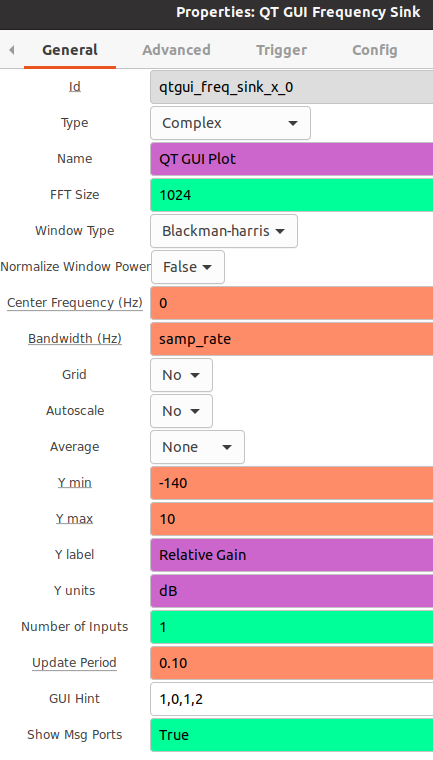 Properties: QT GUI Frequency Sink
General Advanced Trigger Config
Id qtgui_freq_sink_x_0
Type Complex
Name QT GUI Plot
FFT Size 1024
Window Type Blackman-harris
Normalize Window Power False
Center Frequency (Hz) 0
Bandwidth (Hz) samp_rate
Grid No
Autoscale No
Average None
Y min -140
Y max 10
Y label Relative Gain
Y units dB
Number of Inputs 1
Update Period 0.10
GUI Hint 1,0,1,2
Show Msg Ports True